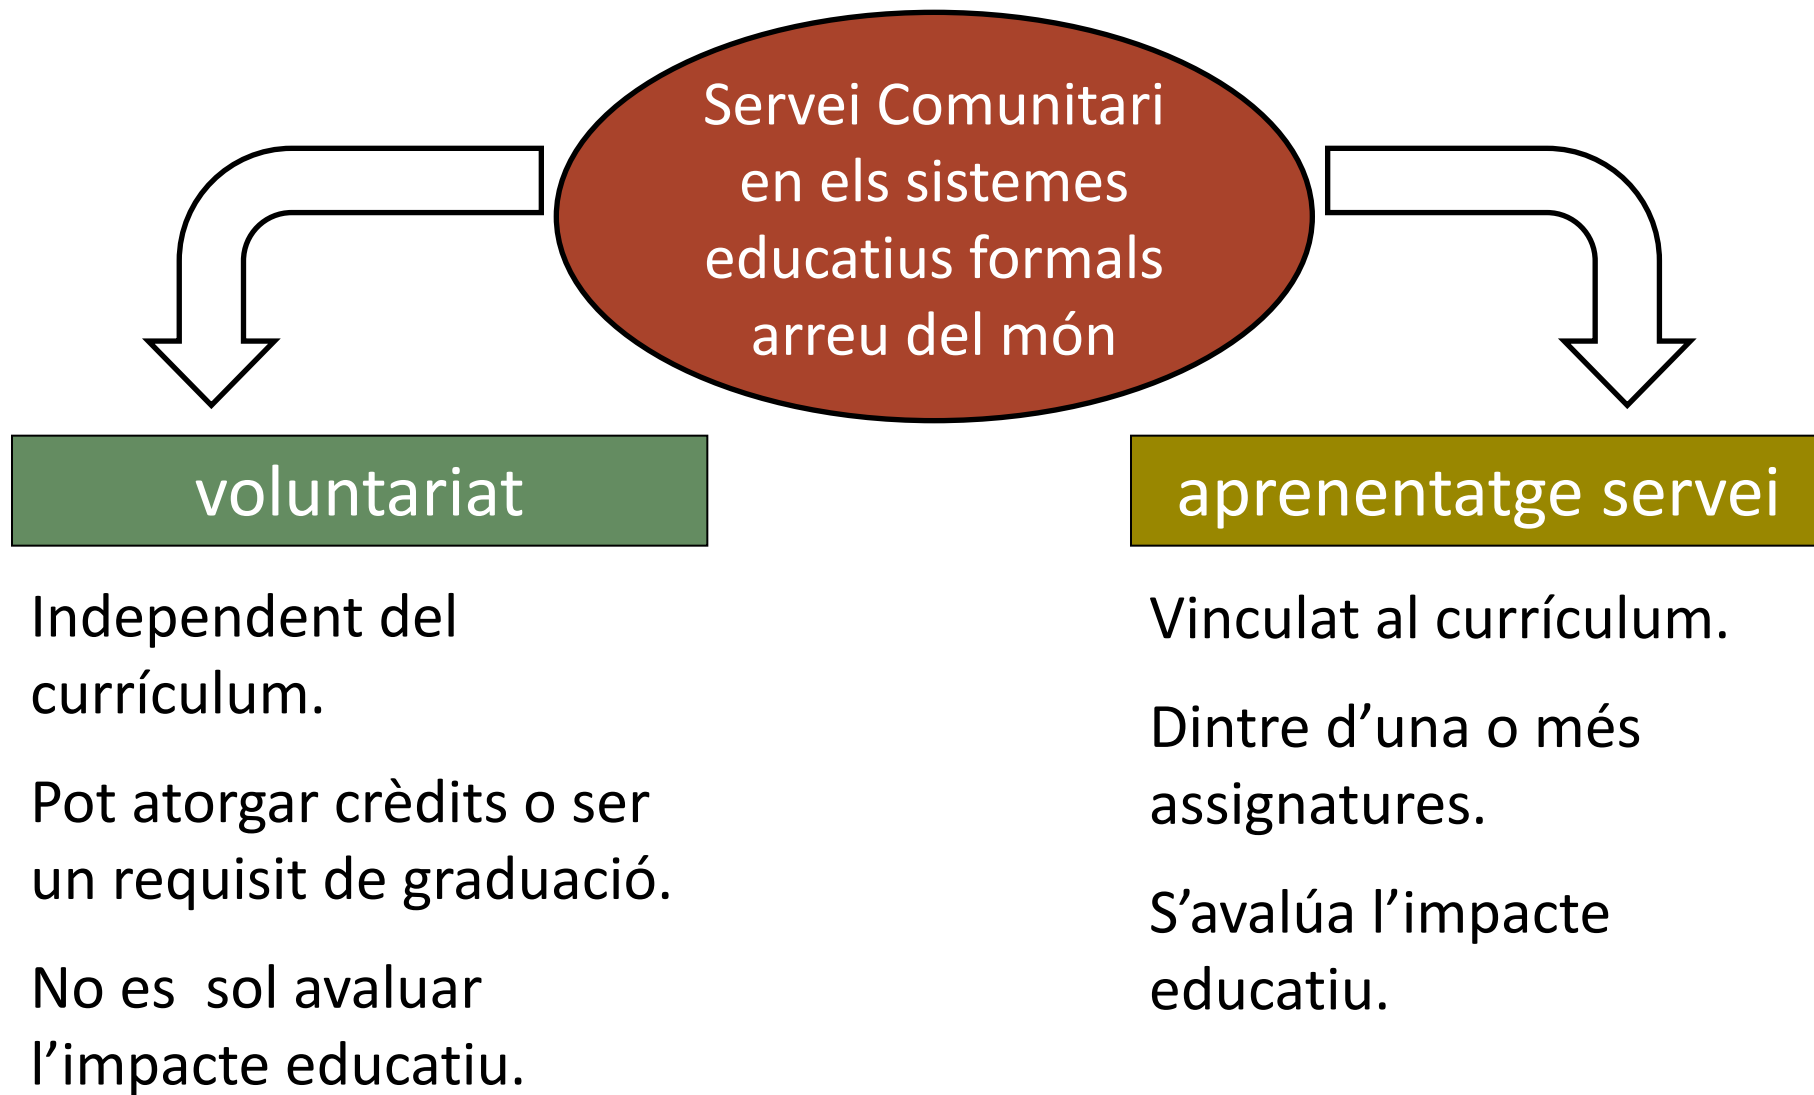 Servei Comunitari
en els sistemes
educatius formals
arreu del món
voluntariat
Independent del
currículum.
Pot atorgar crèdits o ser
un requisit de graduació.
No es  sol avaluar
l’impacte educatiu.
aprenentatge servei
Vinculat al currículum.
Dintre d’una o més
assignatures.
S’avalúa l’impacte
educatiu.